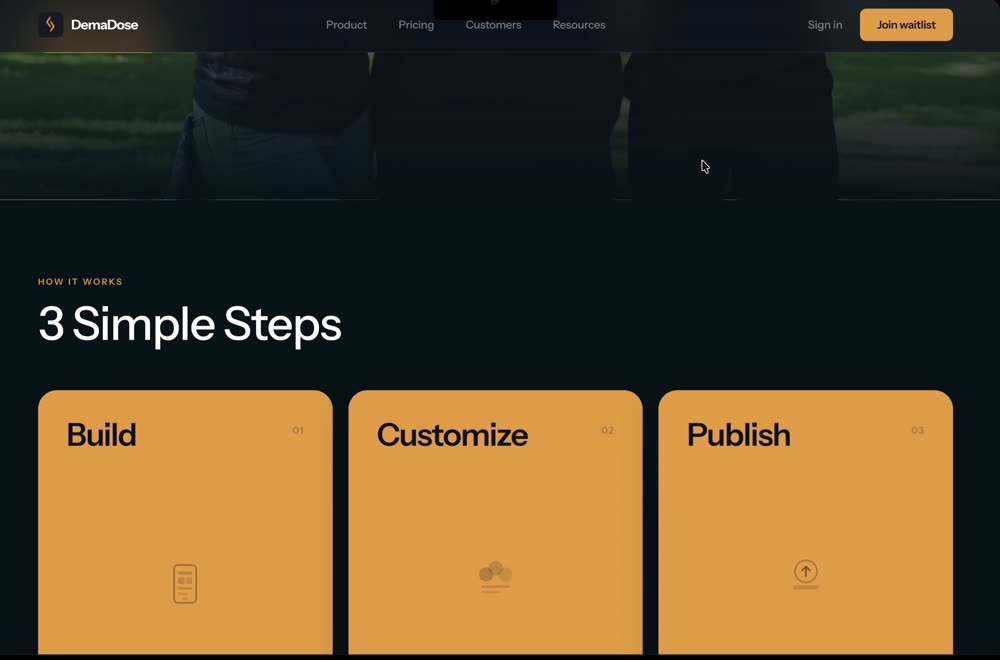 DemaDose
Product Pricing Customers Resources
Sign in
Join waitlist
HOW IT WORKS
3 Simple Steps
Build
01
Customize
02
Publish
03